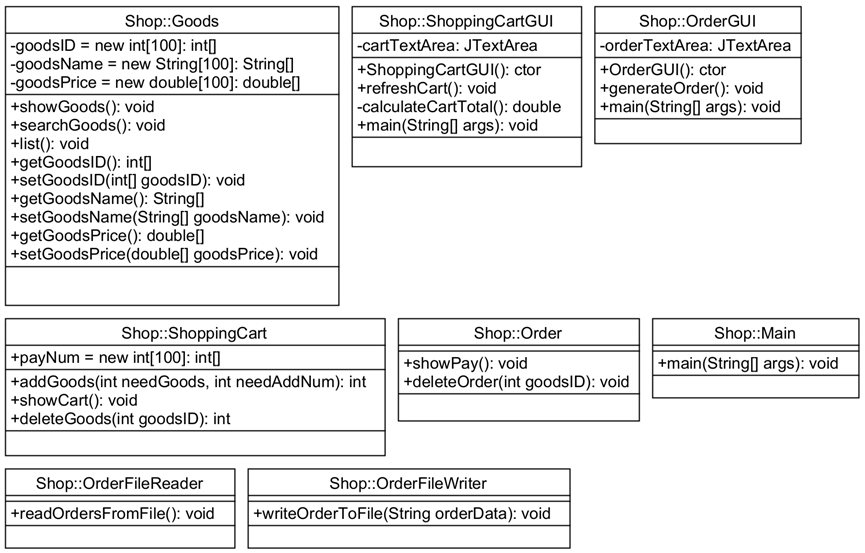 Shop::Goods
-goodsID = new int[100]: int[]
-goodsName = new String[100]: String[]
-goodsPrice = new double[100]: double[]
+showGoods(): void
+searchGoods(): void
+list(): void
+getGoodsID(): int[]
+setGoodsID(int[] goodsID): void
+getGoodsName(): String[]
+setGoodsName(String[] goodsName): void
+getGoodsPrice(): double[]
+setGoodsPrice(double[] goodsPrice): void
Shop::ShoppingCartGUI
-cartTextArea: JTextArea
+ShoppingCartGUI(): ctor
+refreshCart(): void
-calculateCartTotal(): double
+main(String[] args): void
Shop::OrderGUI
-orderTextArea: JTextArea
+OrderGUI(): ctor
+generateOrder(): void
+main(String[] args): void
Shop::ShoppingCart
+payNum = new int[100]: int[]
+addGoods(int needGoods, int needAddNum): int
+showCart(): void
+deleteGoods(int goodsID): int
Shop::Order
+showPay(): void
+deleteOrder(int goodsID): void
Shop::Main
+main(String[] args): void
Shop::OrderFileReader
+readOrdersFromFile(): void
Shop::OrderFileWriter
+writeOrderToFile(String orderData): void